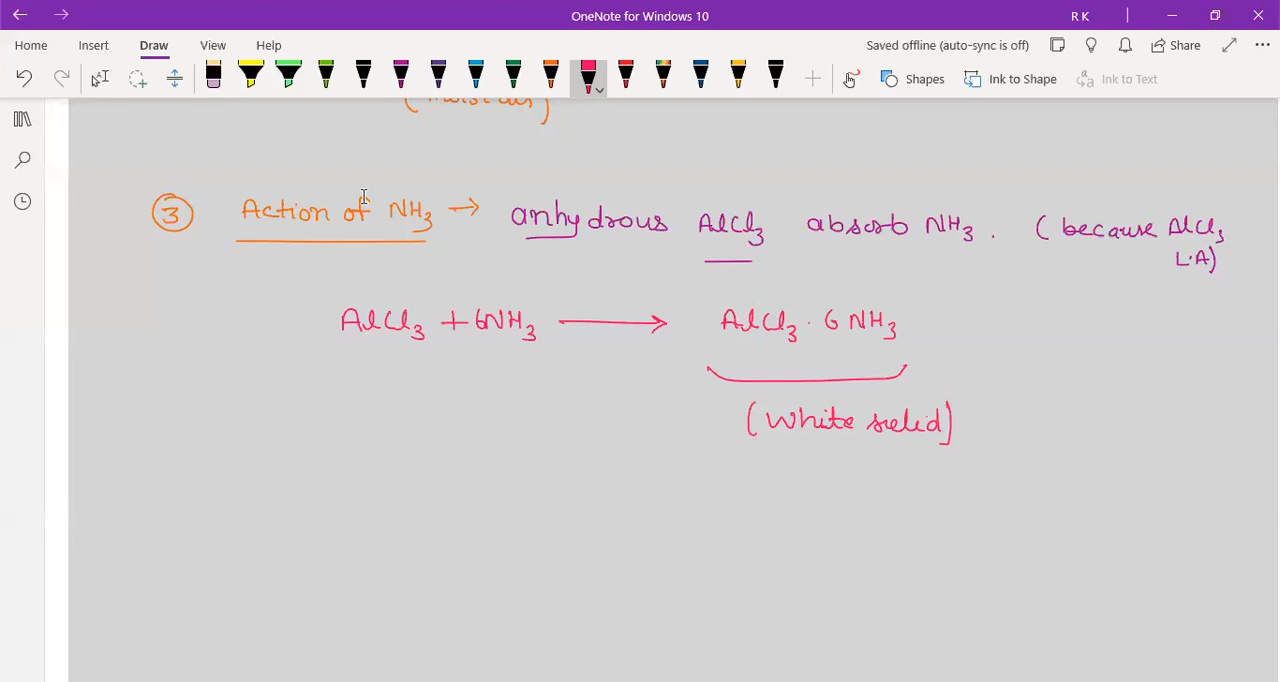 OneNote for Windows 10
R K
Home Insert Draw View Help
Saved offline (auto-sync is off) Share
Shapes Ink to Shape Ink to Text
3 Action of NH3 → anhydrous AlCl3 absorb NH3. (because AlCl3
L.A)
AlCl3 + 6NH3 → AlCl3 . 6 NH3
(White solid)